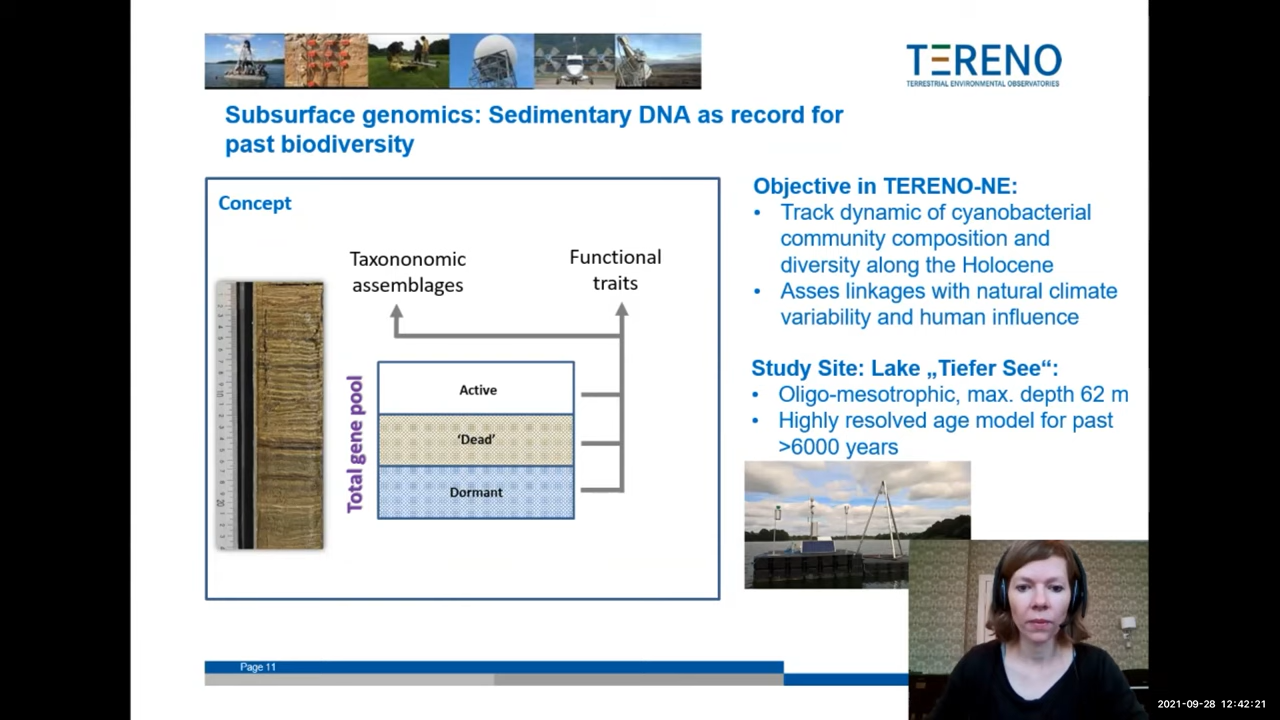 TERENO
TERRESTRIAL ENVIRONMENTAL OBSERVATORIES
Subsurface genomics: Sedimentary DNA as record for
past biodiversity
Concept
Taxononomic
assemblages
Functional
traits
Total gene pool
Active
‘Dead’
Dormant
Objective in TERENO-NE:
• Track dynamic of cyanobacterial
community composition and
diversity along the Holocene
• Asses linkages with natural climate
variability and human influence
Study Site: Lake „Tiefer See“:
• Oligo-mesotrophic, max. depth 62 m
• Highly resolved age model for past
>6000 years
Page 11
2021-09-28 12:42:21